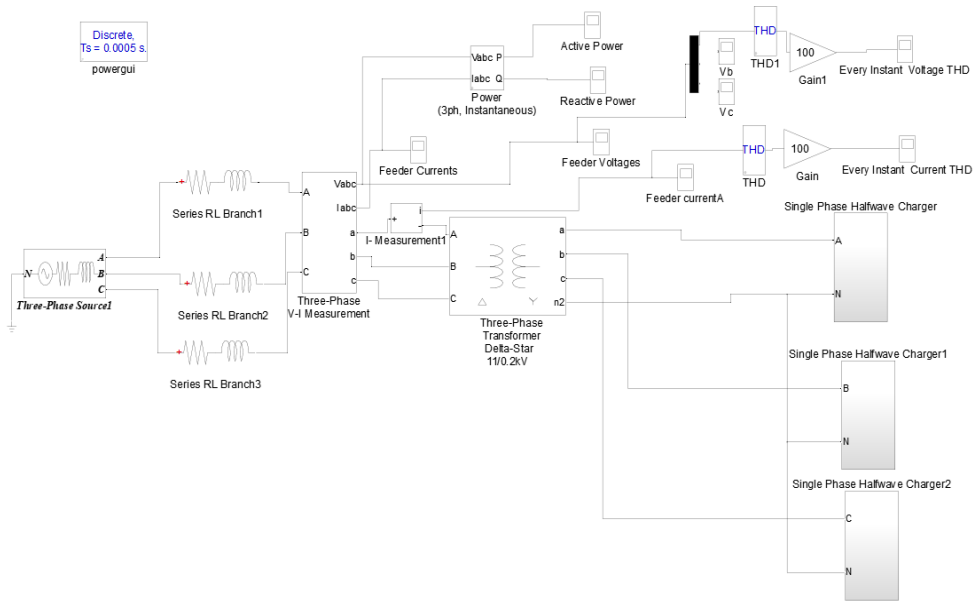 Discrete,
Ts = 0.0005 s.
powergui
Vabc P
Iabc Q
Power
(3ph, Instantaneous)
Active Power
Reactive Power
Vb
Vc
THD
THD1
100
Gain1
Every Instant Voltage THD
Feeder Currents
Feeder Voltages
THD
THD
100
Gain
Every Instant Current THD
Feeder currentA
Series RL Branch1
+
A
B
C
Vabc
Iabc
a
b
c
Three-Phase
V-I Measurement
+
i
-
I- Measurement1
N
A
B
C
Three-Phase Source1
+
Series RL Branch2
+
Series RL Branch3
A
B
C
a
b
c
n2
Three-Phase
Transformer
Delta-Star
11/0.2kV
Single Phase Halfwave Charger
A
N
Single Phase Halfwave Charger1
B
N
Single Phase Halfwave Charger2
C
N